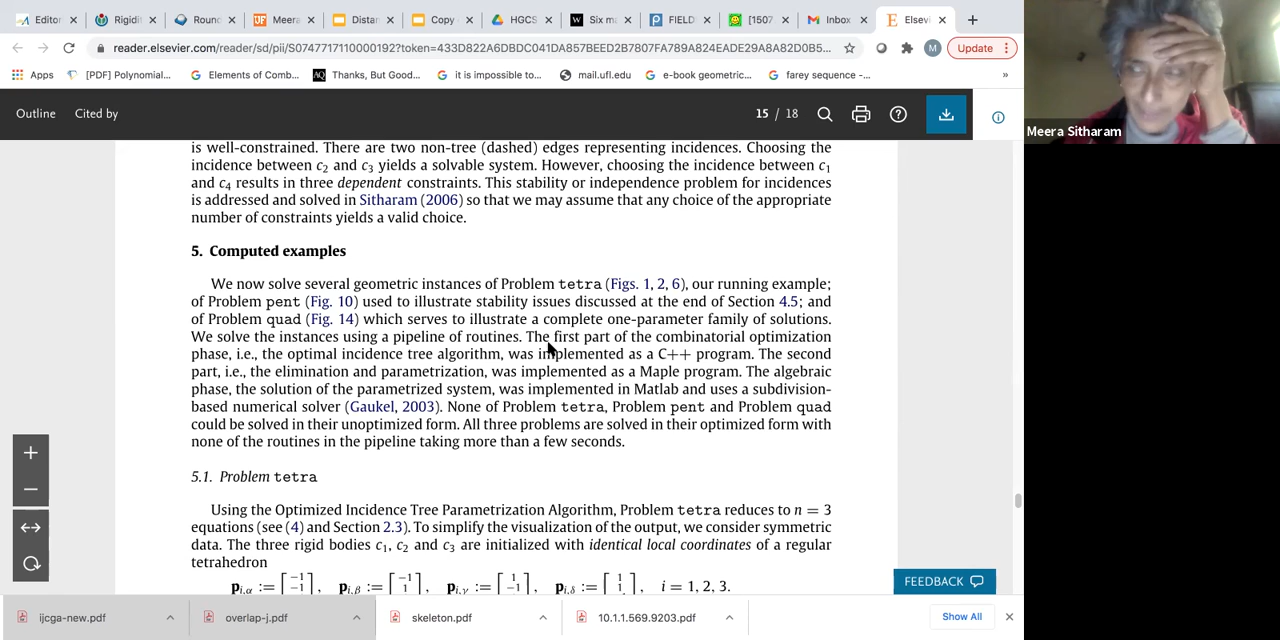 Editor
Rigidi
Roun
Meera
Distan
Copy
HGCS
Six m
FIELD
[1507
Inbox
Elsevi
reader.elsevier.com/reader/sd/pii/S0747717110000192?token=433D822A6DBDC041DA857BEED2B7807FA789A824EADE29A8A82D0B5...
M
Update
Apps
[PDF] Polynomial...
Elements of Comb...
AQ Thanks, But Good...
it is impossible to...
mail.ufl.edu
e-book geometric...
farey sequence -...
»
Outline
Cited by
15 / 18
Meera Sitharam
is well-constrained. There are two non-tree (dashed) edges representing incidences. Choosing the
incidence between c2 and c3 yields a solvable system. However, choosing the incidence between c1
and c4 results in three dependent constraints. This stability or independence problem for incidences
is addressed and solved in Sitharam (2006) so that we may assume that any choice of the appropriate
number of constraints yields a valid choice.
5. Computed examples
We now solve several geometric instances of Problem tetra (Figs. 1, 2, 6), our running example;
of Problem pent (Fig. 10) used to illustrate stability issues discussed at the end of Section 4.5; and
of Problem quad (Fig. 14) which serves to illustrate a complete one-parameter family of solutions.
We solve the instances using a pipeline of routines. The first part of the combinatorial optimization
phase, i.e., the optimal incidence tree algorithm, was implemented as a C++ program. The second
part, i.e., the elimination and parametrization, was implemented as a Maple program. The algebraic
phase, the solution of the parametrized system, was implemented in Matlab and uses a subdivision-
based numerical solver (Gaukel, 2003). None of Problem tetra, Problem pent and Problem quad
could be solved in their unoptimized form. All three problems are solved in their optimized form with
none of the routines in the pipeline taking more than a few seconds.
5.1. Problem tetra
Using the Optimized Incidence Tree Parametrization Algorithm, Problem tetra reduces to n = 3
equations (see (4) and Section 2.3). To simplify the visualization of the output, we consider symmetric
data. The three rigid bodies c1, c2 and c3 are initialized with identical local coordinates of a regular
tetrahedron
p i,α := [−1 −1], p i,β := [−1 1], p i,γ := [1 −1], p i,δ := [1 1], i = 1, 2, 3.
FEEDBACK
ijcga-new.pdf
overlap-j.pdf
skeleton.pdf
10.1.1.569.9203.pdf
Show All